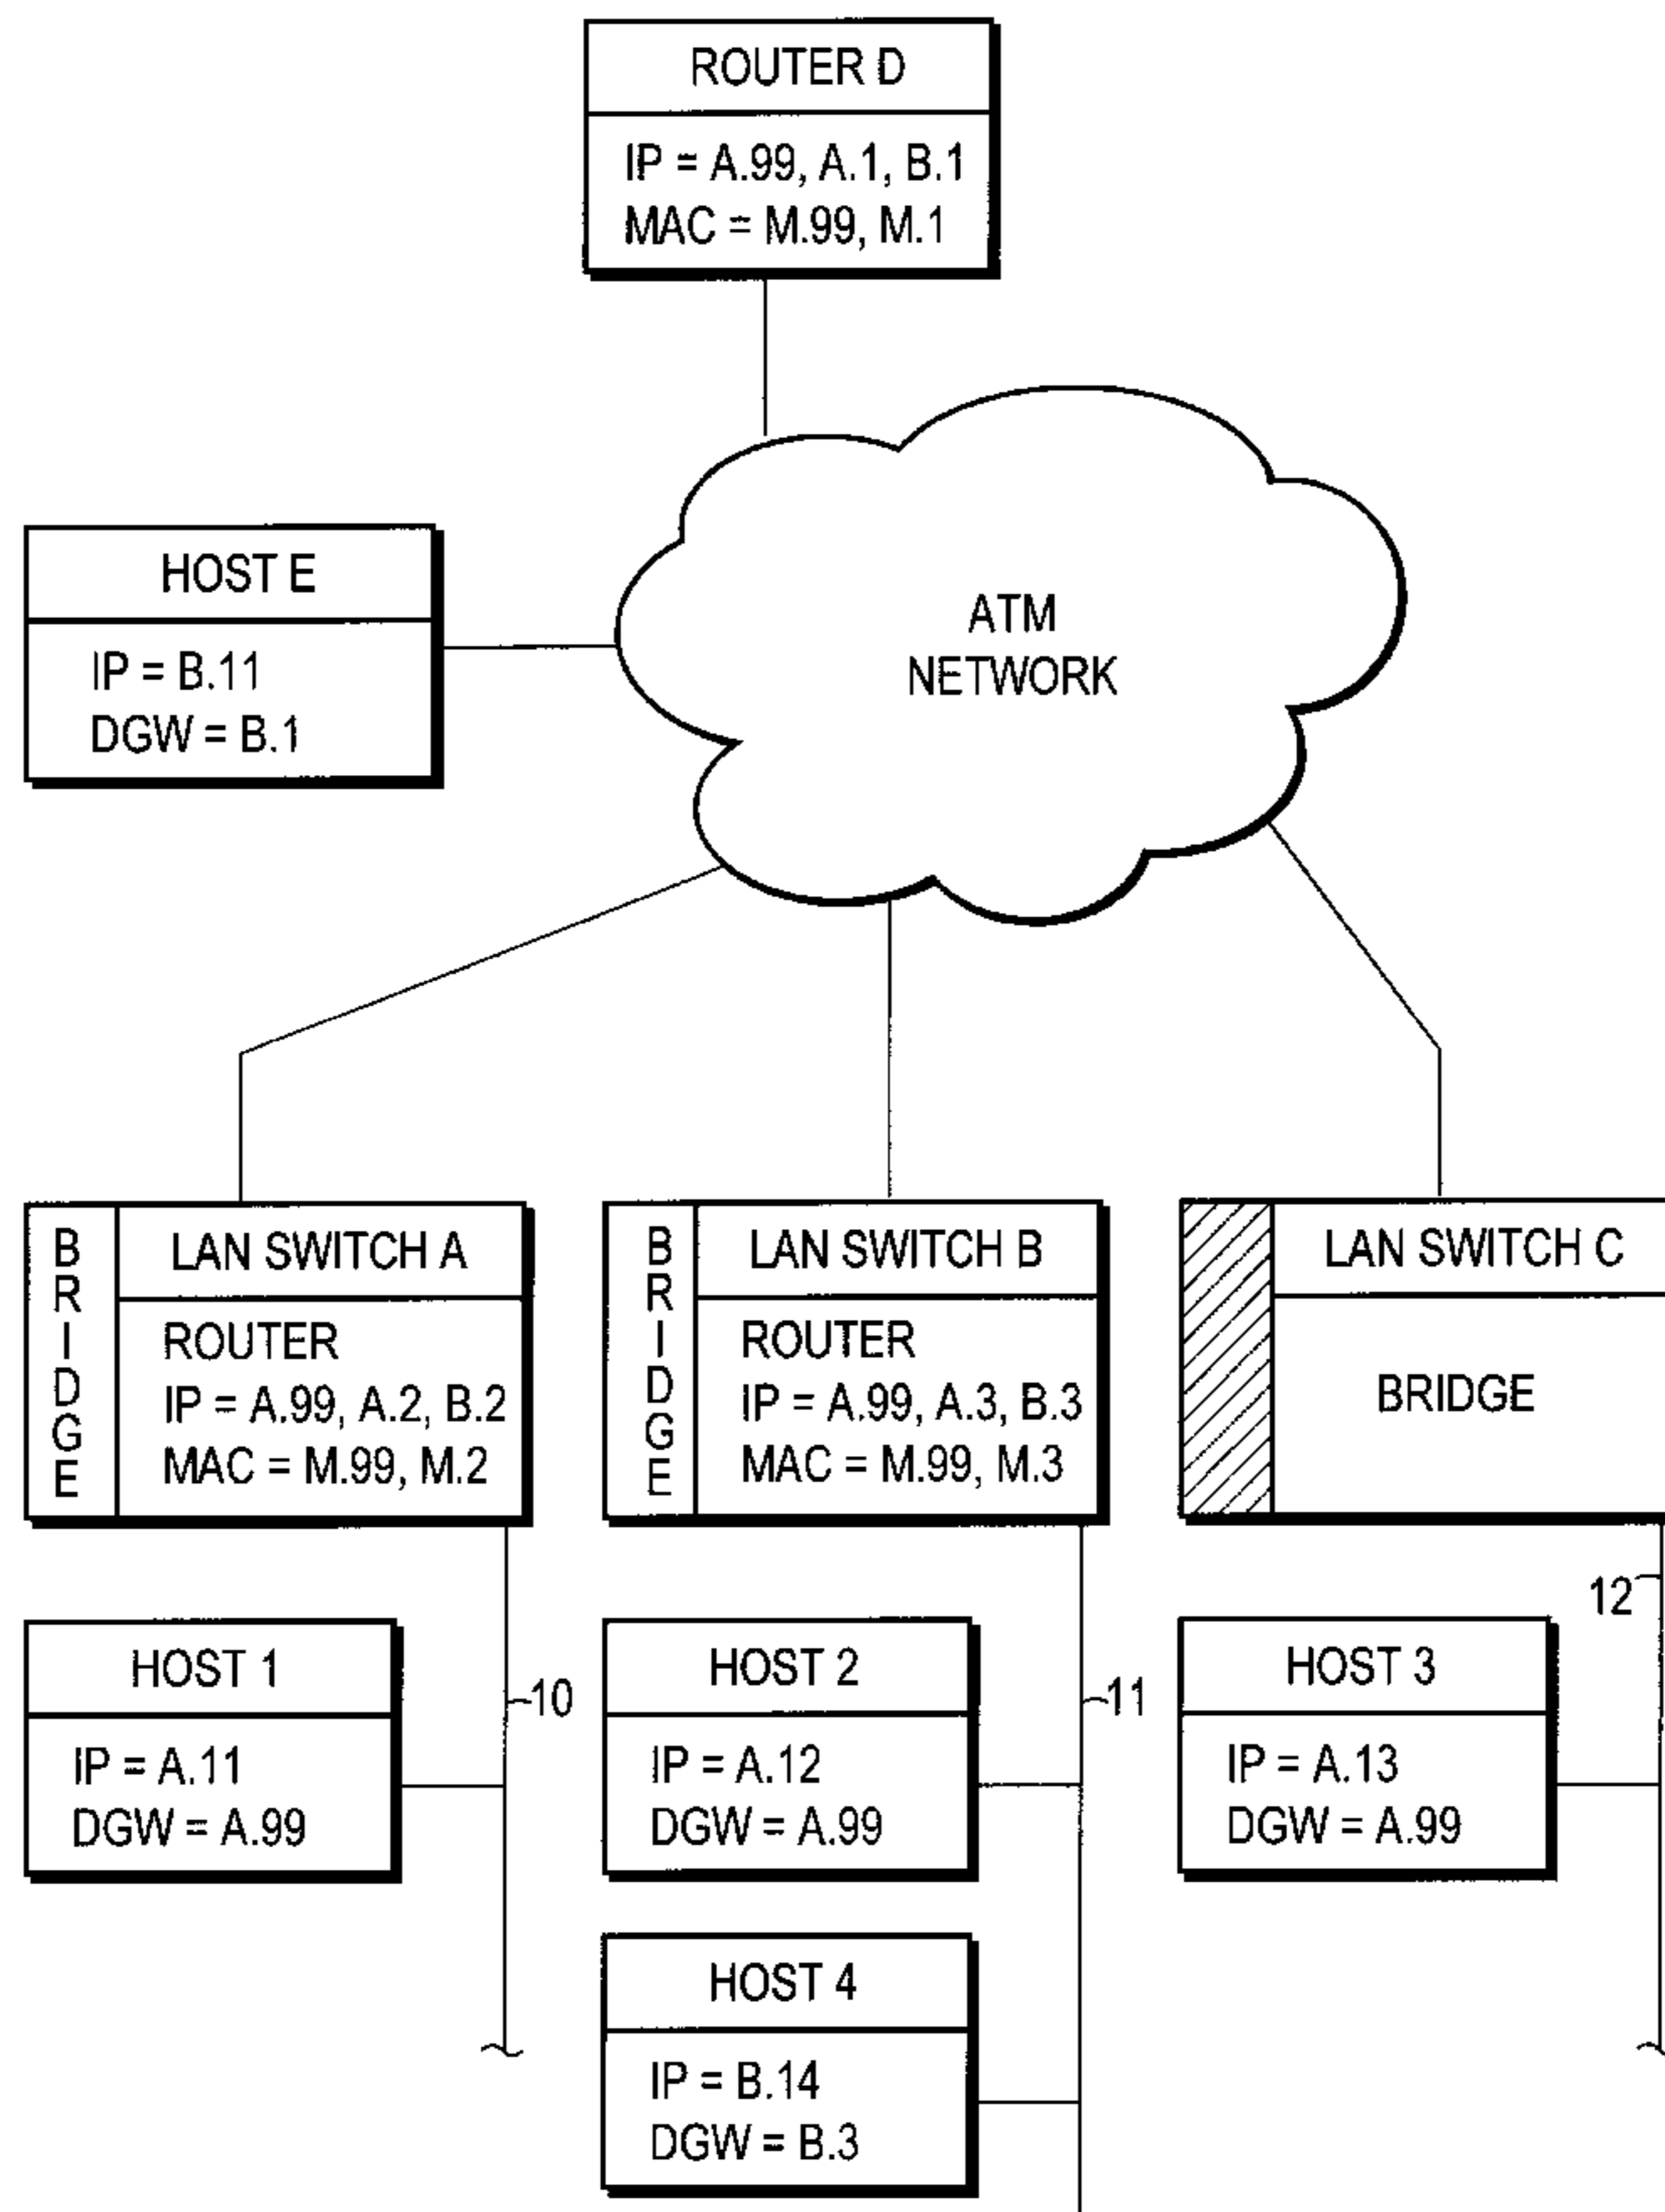 ROUTER D
IP = A.99, A.1, B.1
MAC = M.99, M.1
HOST E
IP = B.11
DGW = B.1
ATM
NETWORK
BRIDGE
LAN SWITCH A
ROUTER
IP = A.99, A.2, B.2
MAC = M.99, M.2
BRIDGE
LAN SWITCH B
ROUTER
IP = A.99, A.3, B.3
MAC = M.99, M.3
LAN SWITCH C
BRIDGE
HOST 1
IP = A.11
DGW = A.99
10
HOST 2
IP = A.12
DGW = A.99
11
HOST 3
IP = A.13
DGW = A.99
12
HOST 4
IP = B.14
DGW = B.3